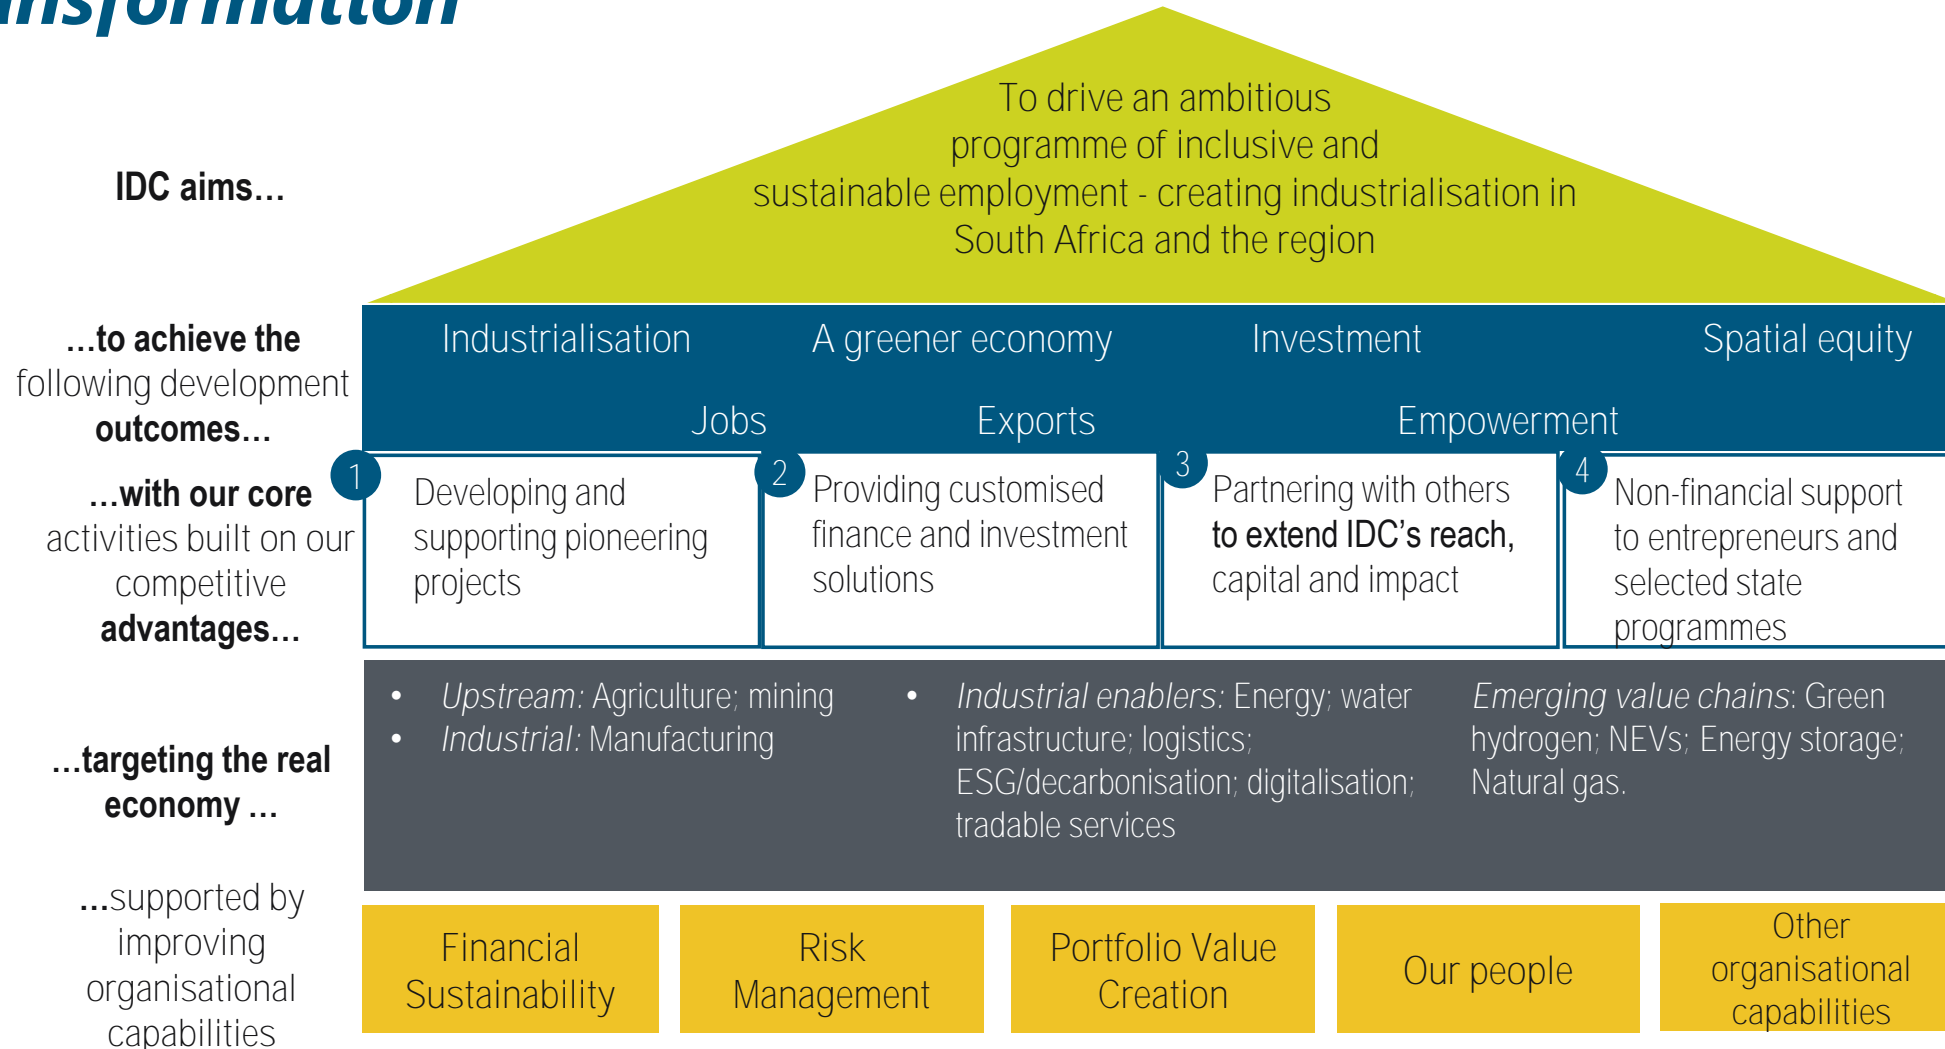 IDC aims…
To drive an ambitious
programme of inclusive and
sustainable employment - creating industrialisation in
South Africa and the region
…to achieve the
following development
outcomes…
Industrialisation
A greener economy
Investment
Spatial equity
Jobs
Exports
Empowerment
…with our core
activities built on our
competitive
advantages…
1
Developing and
supporting pioneering
projects
2
Providing customised
finance and investment
solutions
3
Partnering with others
to extend IDC’s reach,
capital and impact
4
Non-financial support
to entrepreneurs and
selected state
programmes
…targeting the real
economy …
• Upstream: Agriculture; mining
• Industrial: Manufacturing
• Industrial enablers: Energy; water
infrastructure; logistics;
ESG/decarbonisation; digitalisation;
tradable services
Emerging value chains: Green
hydrogen; NEVs; Energy storage;
Natural gas.
…supported by
improving
organisational
capabilities
Financial
Sustainability
Risk
Management
Portfolio Value
Creation
Our people
Other
organisational
capabilities